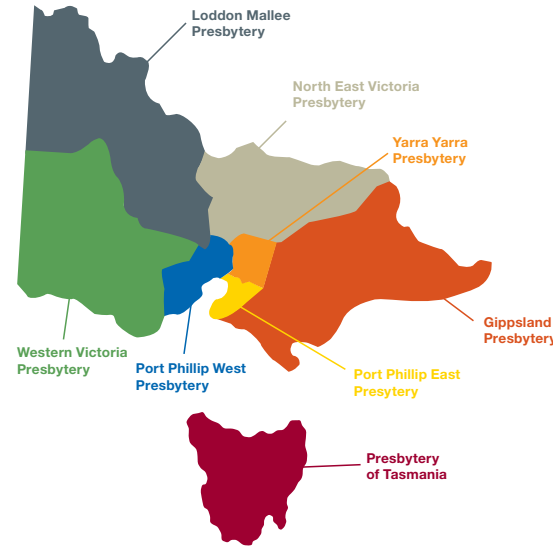 Loddon Mallee
Presbytery
North East Victoria
Presbytery
Yarra Yarra
Presbytery
Gippsland
Presbytery
Western Victoria
Presbytery
Port Phillip West
Presbytery
Port Phillip East
Presytery
Presbytery
of Tasmania